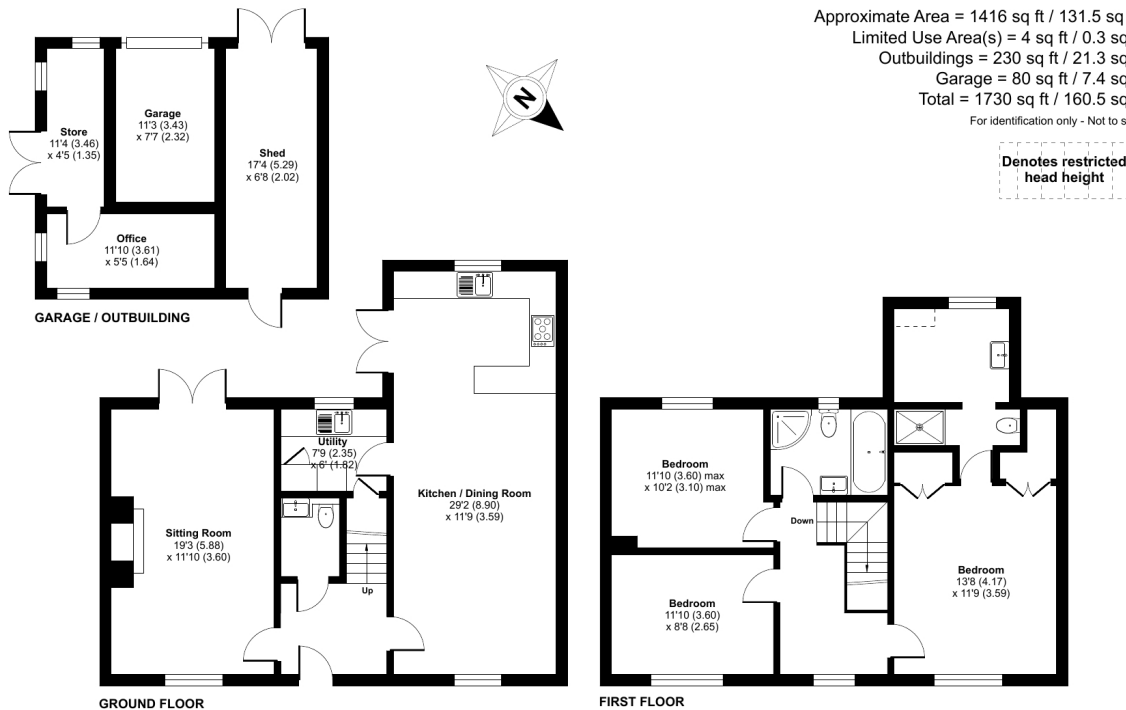 Approximate Area = 1416 sq ft / 131.5 sq
Limited Use Area(s) = 4 sq ft / 0.3 sq
Outbuildings = 230 sq ft / 21.3 sq
Garage = 80 sq ft / 7.4 sq
Total = 1730 sq ft / 160.5 sq
For identification only - Not to s
Denotes restricted
head height
N
Garage
11'3 (3.43)
x 7'7 (2.32)
Store
11'4 (3.46)
x 4'5 (1.35)
Shed
17'4 (5.29)
x 6'8 (2.02)
Office
11'10 (3.61)
x 5'5 (1.64)
GARAGE / OUTBUILDING
Utility
7'9 (2.35)
x 6' (1.82)
Kitchen / Dining Room
29'2 (8.90)
x 11'9 (3.59)
Sitting Room
19'3 (5.88)
x 11'10 (3.60)
Up
GROUND FLOOR
Bedroom
11'10 (3.60) max
x 10'2 (3.10) max
Down
Bedroom
13'8 (4.17)
x 11'9 (3.59)
Bedroom
11'10 (3.60)
x 8'8 (2.65)
FIRST FLOOR